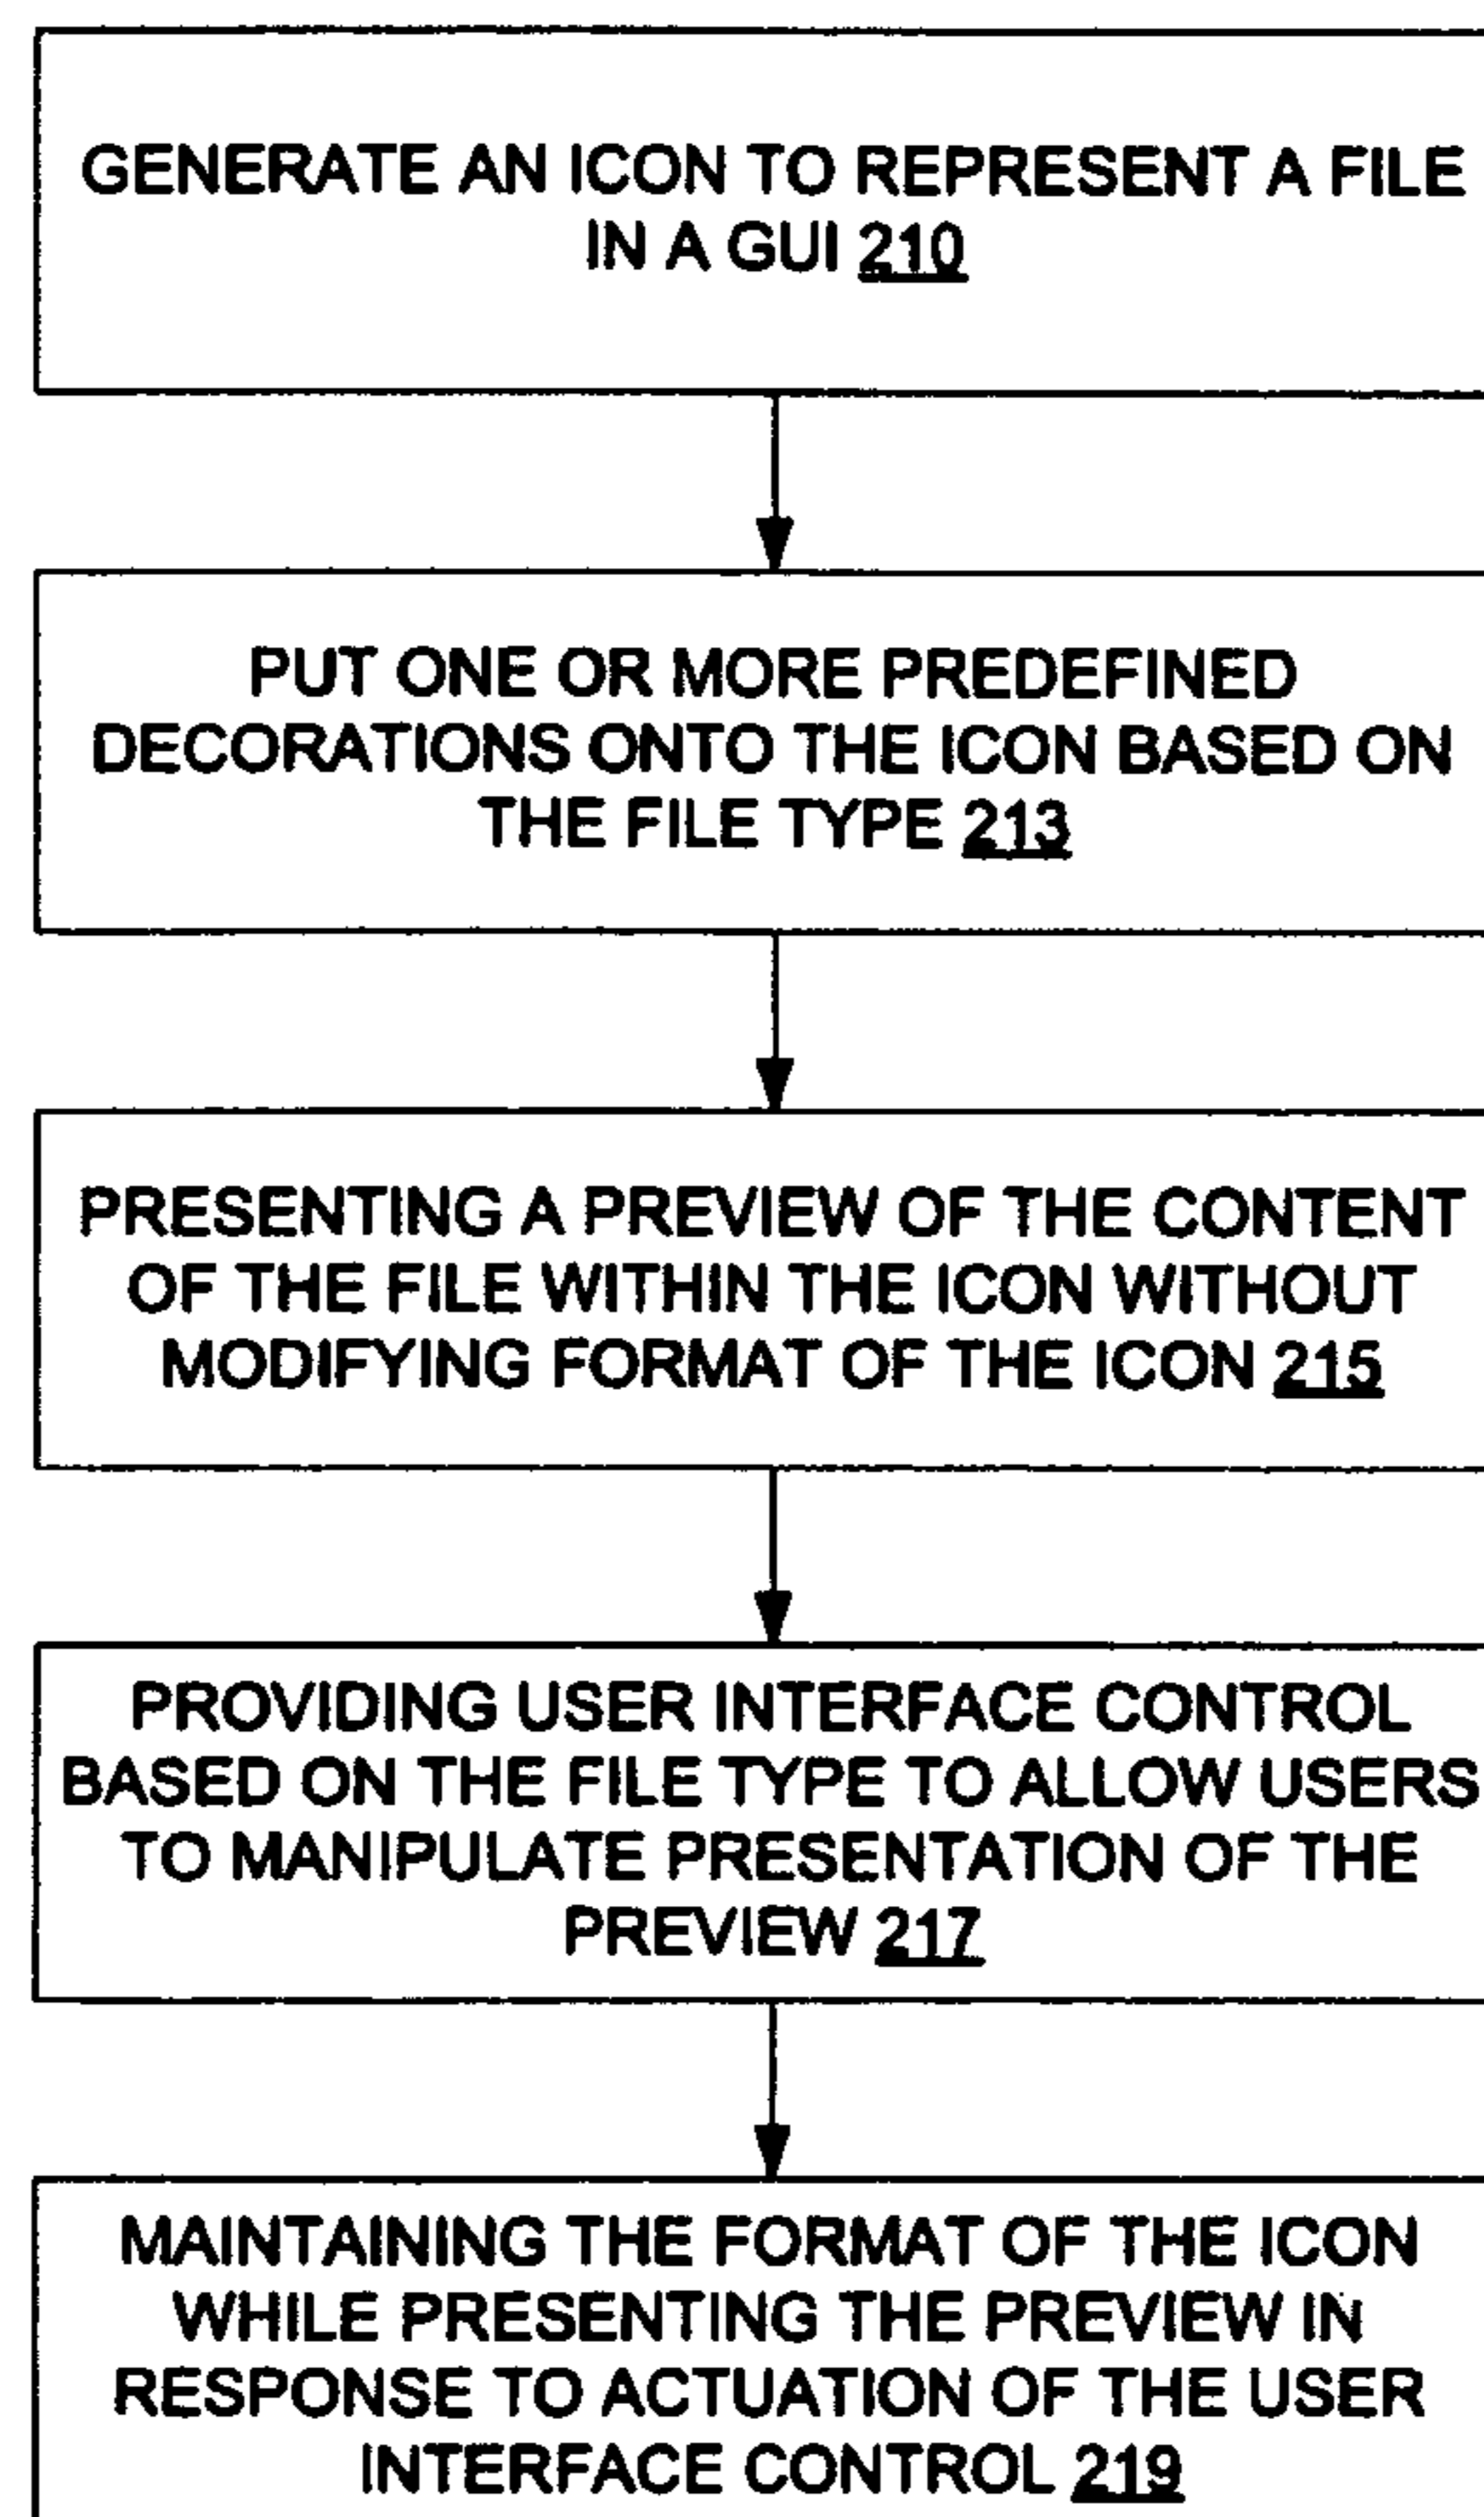 GENERATE AN ICON TO REPRESENT A FILE
IN A GUI 210
PUT ONE OR MORE PREDEFINED
DECORATIONS ONTO THE ICON BASED ON
THE FILE TYPE 213
PRESENTING A PREVIEW OF THE CONTENT
OF THE FILE WITHIN THE ICON WITHOUT
MODIFYING FORMAT OF THE ICON 215
PROVIDING USER INTERFACE CONTROL
BASED ON THE FILE TYPE TO ALLOW USERS
TO MANIPULATE PRESENTATION OF THE
PREVIEW 217
MAINTAINING THE FORMAT OF THE ICON
WHILE PRESENTING THE PREVIEW IN
RESPONSE TO ACTUATION OF THE USER
INTERFACE CONTROL 219